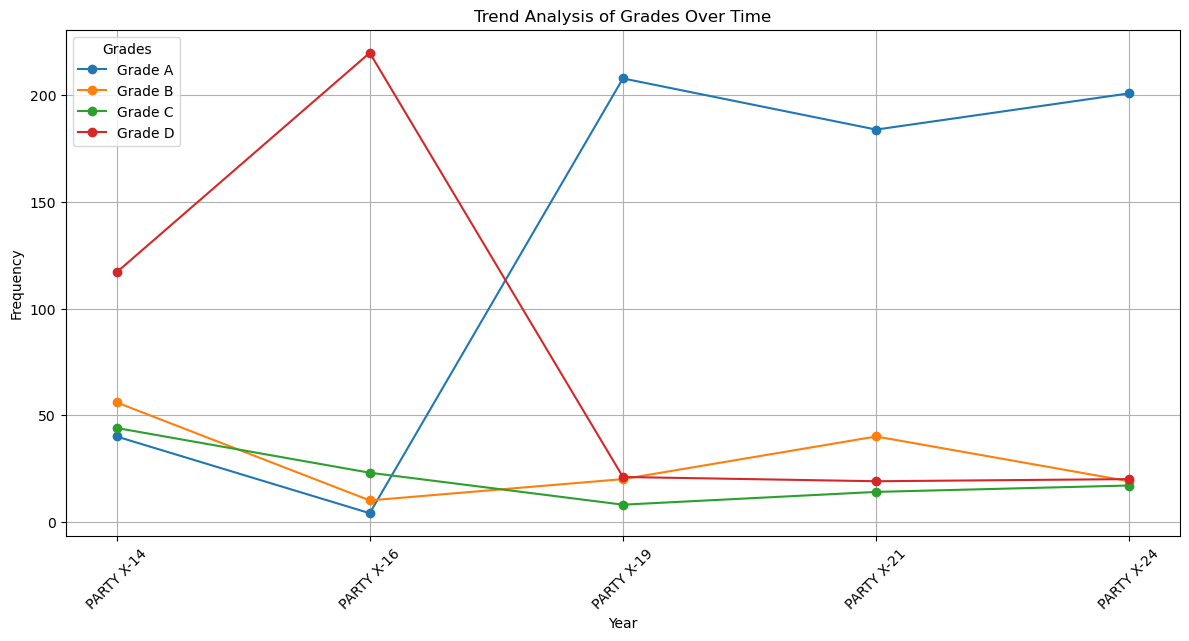 Trend Analysis of Grades Over Time
Grades
Grade A
Grade B
Grade C
Grade D
Frequency
200
150
100
50
0
PARTY X-14
PARTY X-16
PARTY X-19
PARTY X-21
PARTY X-24
Year